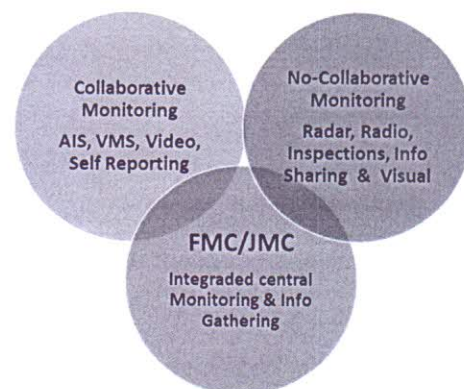 Collaborative
Monitoring
AIS, VMS, Video,
Self Reporting
No-Collaborative
Monitoring
Radar, Radio,
Inspections, Info
Sharing & Visual
FMC/JMC
Integraded central
Monitoring & Info
Gathering